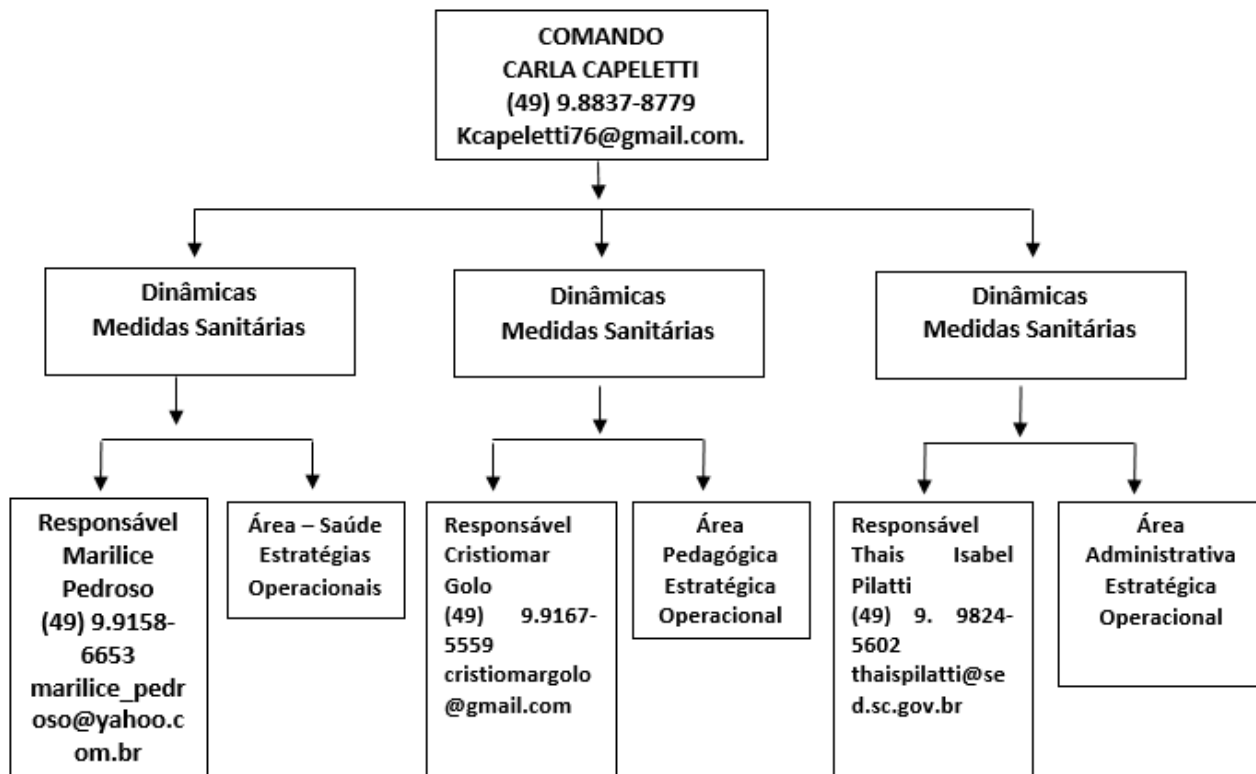 COMANDO
CARLA CAPELETTI
(49) 9.8837-8779
Kcapeletti76@gmail.com.
Dinâmicas
Medidas Sanitárias
Dinâmicas
Medidas Sanitárias
Dinâmicas
Medidas Sanitárias
Responsável
Marilice
Pedroso
(49) 9.9158-
6653
marilice_pedr
oso@yahoo.c
om.br
Área – Saúde
Estratégias
Operacionais
Responsável
Cristiomar
Golo
(49) 9.9167-
5559
cristiomargolo
@gmail.com
Área
Pedagógica
Estratégica
Operacional
Responsável
Thais Isabel
Pilatti
(49) 9. 9824-
5602
thaispilatti@se
d.sc.gov.br
Área
Administrativa
Estratégica
Operacional